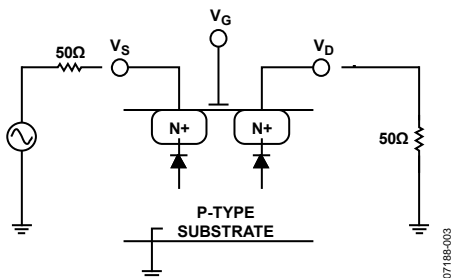 VG
50Ω
VS
VD
N+
N+
50Ω
P-TYPE
SUBSTRATE
07188-003